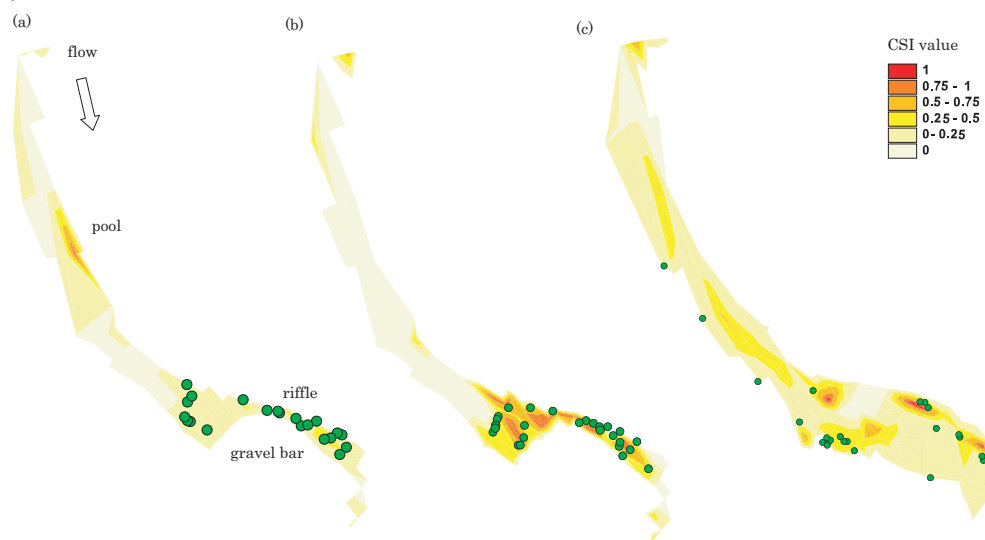 (a)
(b)
(c)
flow
CSI value
1
0.75 - 1
0.5 - 0.75
0.25 - 0.5
0- 0.25
0
pool
riffle
gravel bar